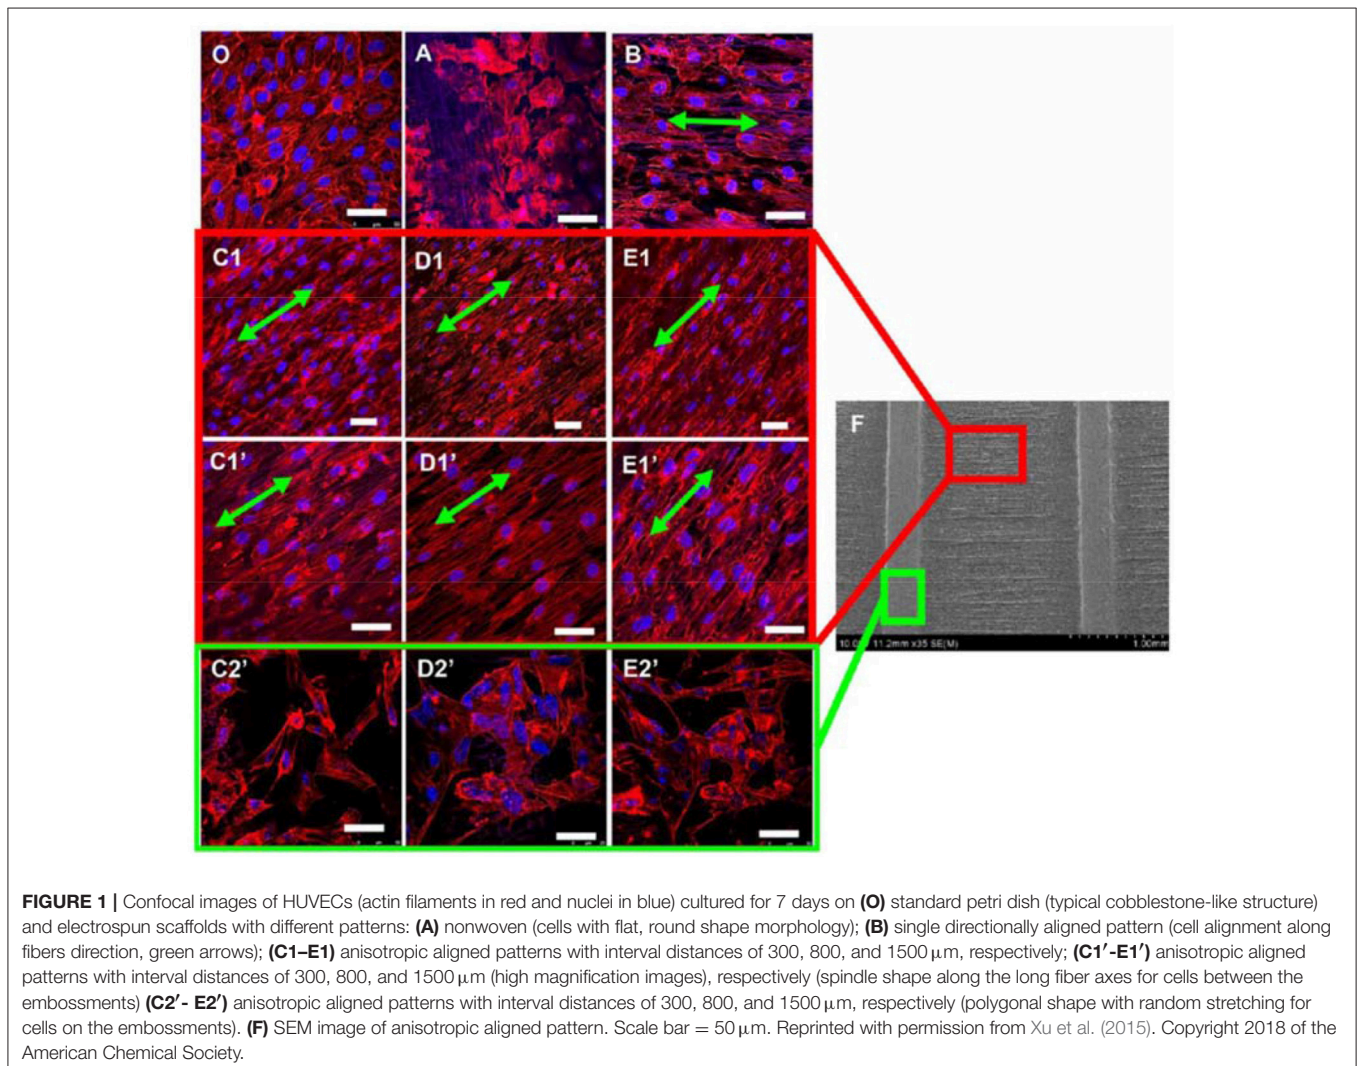 O A B
C1 D1 E1
F
C1' D1' E1'
10.0 11.2mm x35 SE(M) 1.00mm
C2' D2' E2'
FIGURE 1 | Confocal images of HUVECs (actin filaments in red and nuclei in blue) cultured for 7 days on (O) standard petri dish (typical cobblestone-like structure)
and electrospun scaffolds with different patterns: (A) nonwoven (cells with flat, round shape morphology); (B) single directionally aligned pattern (cell alignment along
fibers direction, green arrows); (C1–E1) anisotropic aligned patterns with interval distances of 300, 800, and 1500 μm, respectively; (C1′-E1′) anisotropic aligned
patterns with interval distances of 300, 800, and 1500 μm (high magnification images), respectively (spindle shape along the long fiber axes for cells between the
embossments) (C2′- E2′) anisotropic aligned patterns with interval distances of 300, 800, and 1500 μm, respectively (polygonal shape with random stretching for
cells on the embossments). (F) SEM image of anisotropic aligned pattern. Scale bar = 50 μm. Reprinted with permission from Xu et al. (2015). Copyright 2018 of the
American Chemical Society.